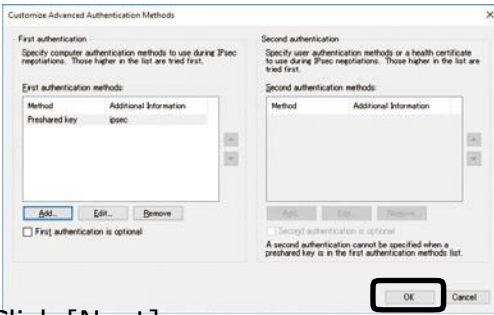 Customize Advanced Authentication Methods
First authentication
Specify computer authentication methods to use during IPsec
negotiations. Those higher in the list are tried first.
First authentication methods:
Method Additional Information
Preshared key ipsec
Add... Edit... Remove
First authentication is optional
Second authentication
Specify user authentication methods or a health certificate
to use during IPsec negotiations. Those higher in the list are
tried first.
Second authentication methods:
Method Additional Information
Add... Edit... Remove
Second authentication is optional
A second authentication cannot be specified when a
preshared key is in the first authentication methods list.
OK Cancel
Click [Next]